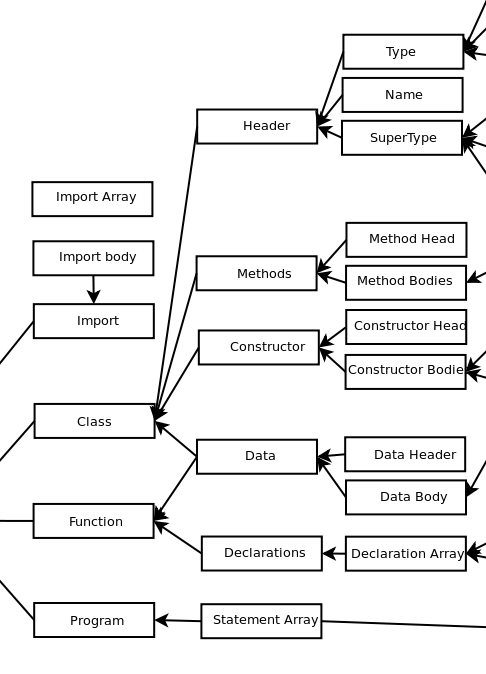 Type
Name
Header
SuperType
Import Array
Method Head
Import body
Methods
Method Bodies
Import
Constructor Head
Constructor
Constructor Bodie
Class
Data
Data Header
Data Body
Function
Declarations
Declaration Array
Program
Statement Array